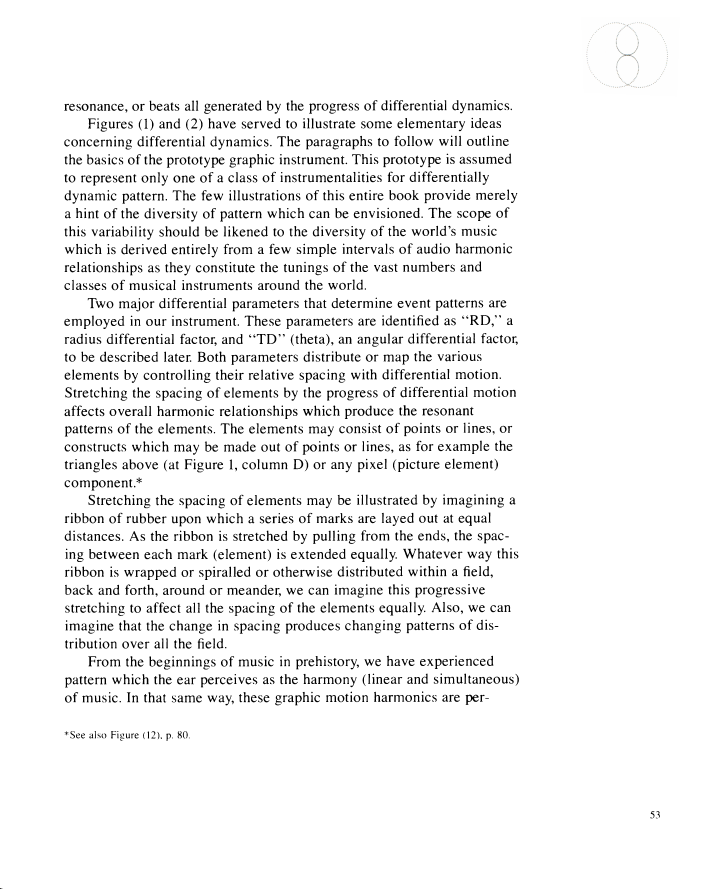 resonance, or beats all generated by the progress of differential dynamics.
Figures (1) and (2) have served to illustrate some elementary ideas
concerning differential dynamics. The paragraphs to follow will outline
the basics of the prototype graphic instrument. This prototype is assumed
to represent only one of a class of instrumentalities for differentially
dynamic pattern. The few illustrations of this entire book provide merely
a hint of the diversity of pattern which can be envisioned. The scope of
this variability should be likened to the diversity of the world's music
which is derived entirely from a few simple intervals of audio harmonic
relationships as they constitute the tunings of the vast numbers and
classes of musical instruments around the world.
Two major differential parameters that determine event patterns are
employed in our instrument. These parameters are identified as “RD,” a
radius differential factor, and “TD” (theta), an angular differential factor,
to be described later. Both parameters distribute or map the various
elements by controlling their relative spacing with differential motion.
Stretching the spacing of elements by the progress of differential motion
affects overall harmonic relationships which produce the resonant
patterns of the elements. The elements may consist of points or lines, or
constructs which may be made out of points or lines, as for example the
triangles above (at Figure 1, column D) or any pixel (picture element)
component.*
Stretching the spacing of elements may be illustrated by imagining a
ribbon of rubber upon which a series of marks are layed out at equal
distances. As the ribbon is stretched by pulling from the ends, the spac-
ing between each mark (element) is extended equally. Whatever way this
ribbon is wrapped or spiralled or otherwise distributed within a field,
back and forth, around or meander, we can imagine this progressive
stretching to affect all the spacing of the elements equally. Also, we can
imagine that the change in spacing produces changing patterns of dis-
tribution over all the field.
From the beginnings of music in prehistory, we have experienced
pattern which the ear perceives as the harmony (linear and simultaneous)
of music. In that same way, these graphic motion harmonics are per-
*See also Figure (12), p. 80.
53